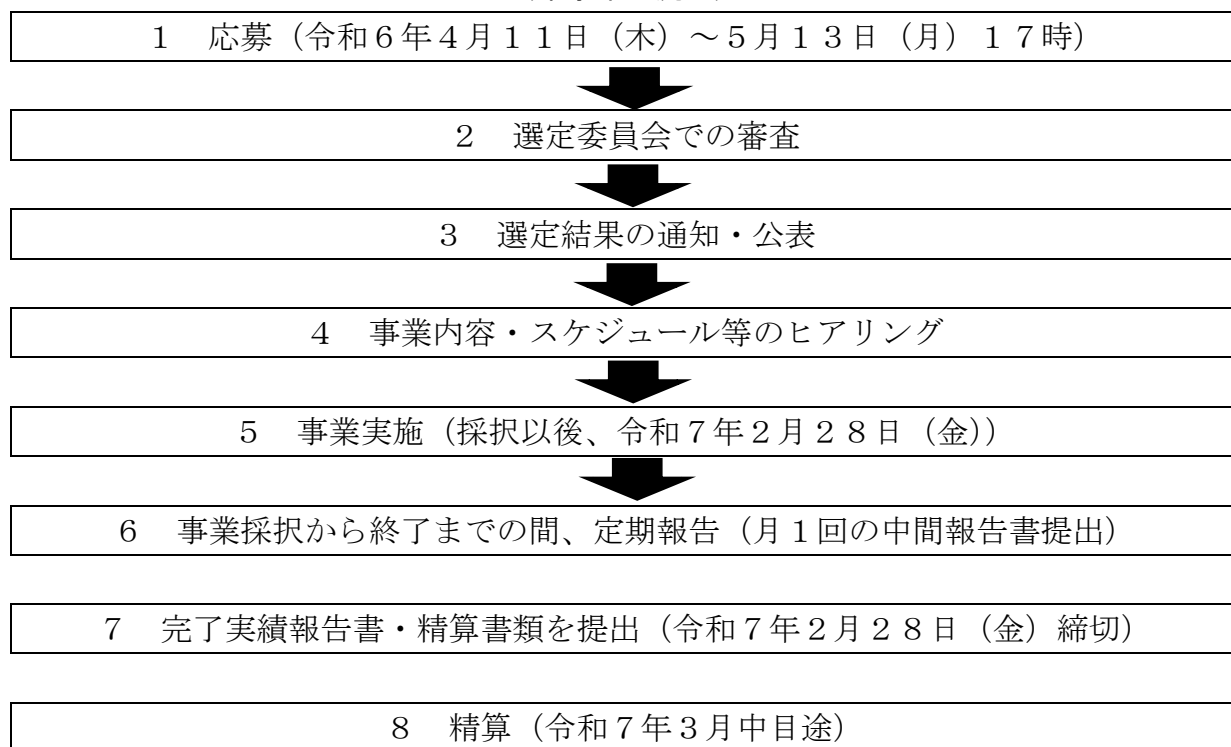 1　応募（令和６年４月１１日（木）～５月１３日（月）１７時）
2　選定委員会での審査
3　選定結果の通知・公表
4　事業内容・スケジュール等のヒアリング
5　事業実施（採択以後、令和７年２月２８日（金））
6　事業採択から終了までの間、定期報告（月１回の中間報告書提出）
7　完了実績報告書・精算書類を提出（令和７年２月２８日（金）締切）
8　精算（令和７年３月中目途）